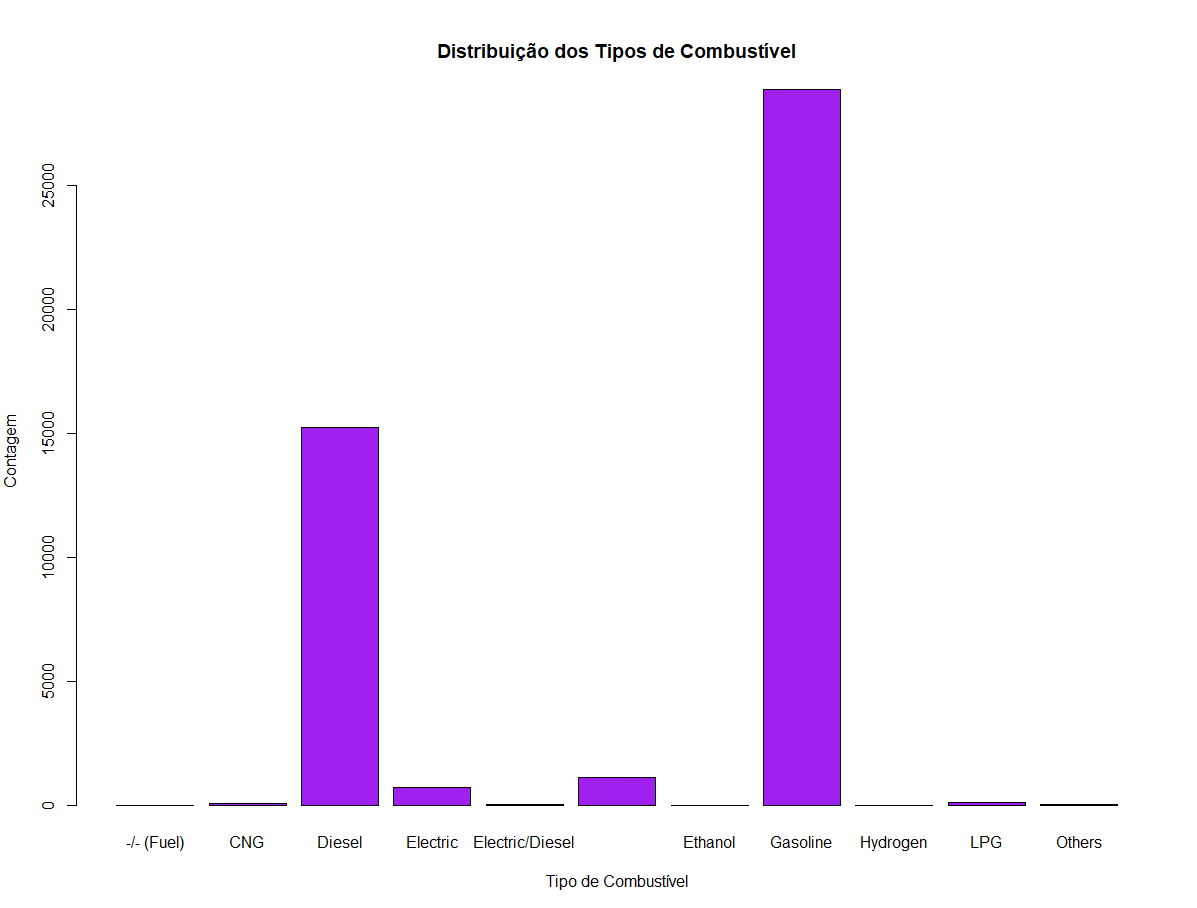 Distribuição dos Tipos de Combustível
Contagem
25000
20000
15000
10000
5000
0
-/- (Fuel) CNG Diesel Electric Electric/Diesel Ethanol Gasoline Hydrogen LPG Others
Tipo de Combustível